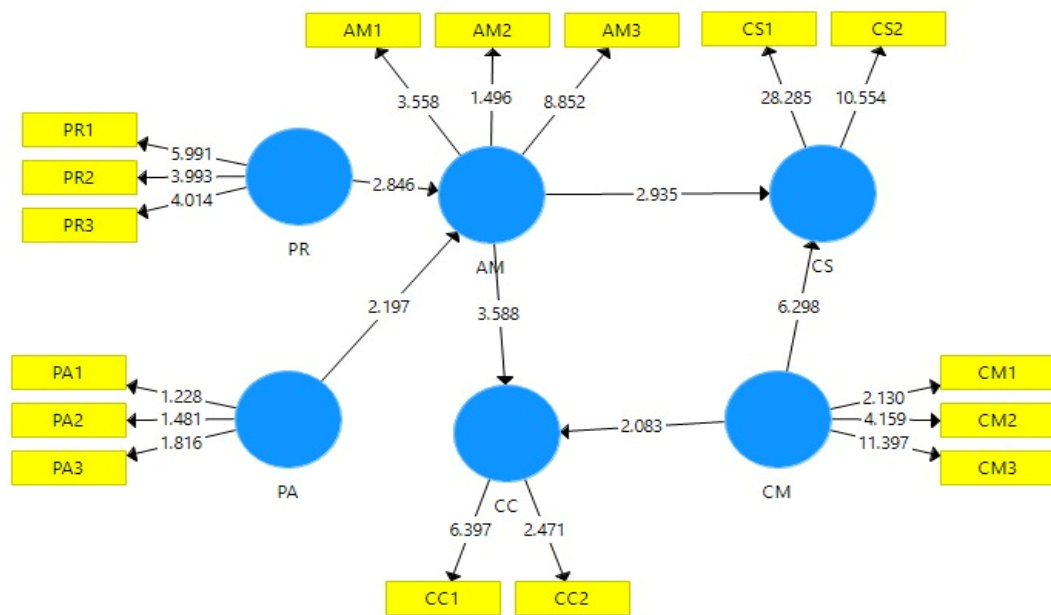 AM1
AM2
AM3
CS1
CS2
3.558
1.496
8.852
28.285
10.554
PR1
PR2
PR3
5.991
3.993
4.014
2.846
2.935
PR
AM
CS
2.197
3.588
6.298
PA1
PA2
PA3
1.228
1.481
1.816
2.083
2.130
4.159
11.397
CM1
CM2
CM3
PA
CC
CM
6.397
2.471
CC1
CC2